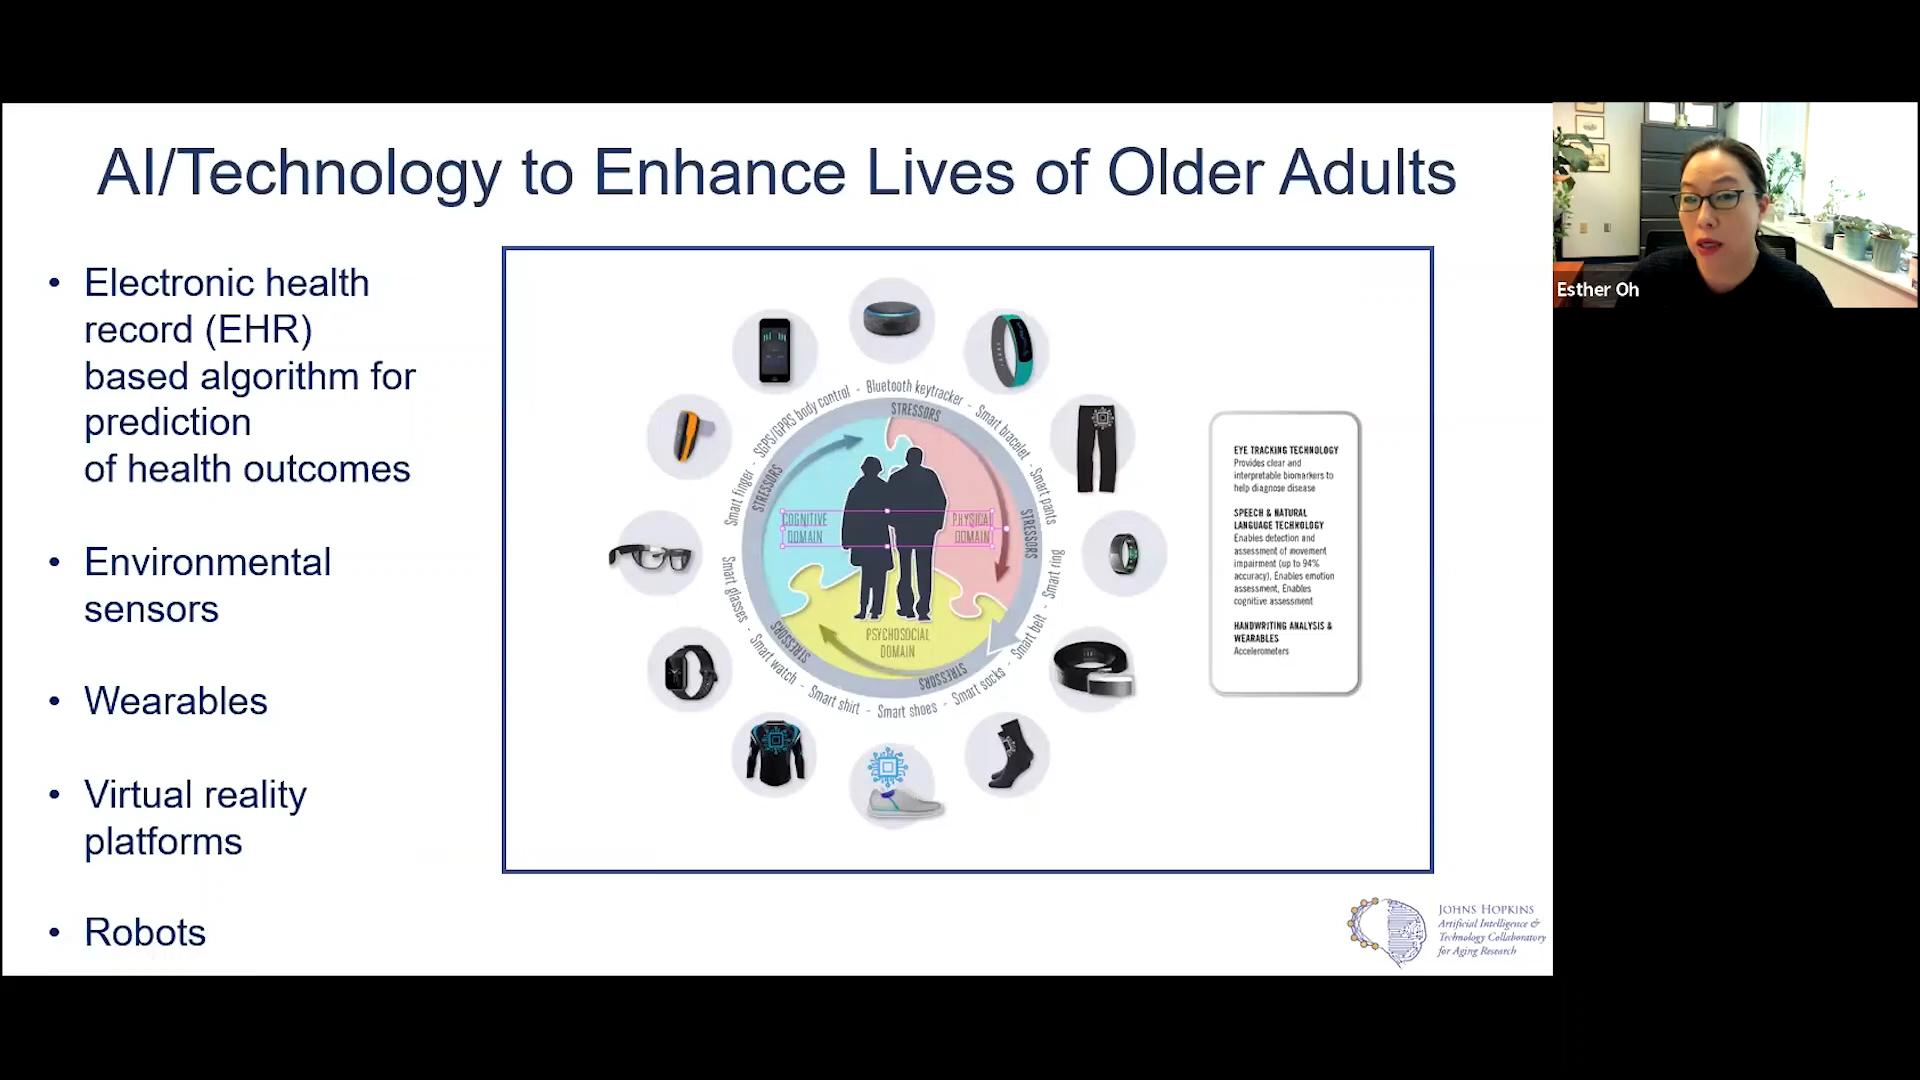 AI/Technology to Enhance Lives of Older Adults
• Electronic health
record (EHR)
based algorithm for
prediction
of health outcomes
• Environmental
sensors
• Wearables
• Virtual reality
platforms
• Robots
Smart finger - SGPS/GPRS body control - Bluetooth keytracker - Smart bracelet - Smart pants
Smart ring - Smart belt - Smart socks - Smart shoes - Smart shirt - Smart watch - Smart glasses
STRESSORS
STRESSORS
STRESSORS
STRESSORS
STRESSORS
COGNITIVE
DOMAIN
PHYSICAL
DOMAIN
PSYCHOSOCIAL
DOMAIN
EYE TRACKING TECHNOLOGY
Provides clear and
interpretable biomarkers to
help diagnose disease
SPEECH & NATURAL
LANGUAGE TECHNOLOGY
Enables detection and
assessment of movement
impairment (up to 94%
accuracy), Enables emotion
assessment, Enables
cognitive assessment
HANDWRITING ANALYSIS &
WEARABLES
Accelerometers
JOHNS HOPKINS
Artificial Intelligence &
Technology Collaboratory
for Aging Research
Esther Oh